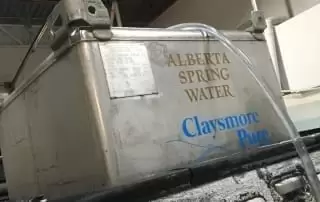 ALBERTA
SPRING
WATER
Claysmore
Pure